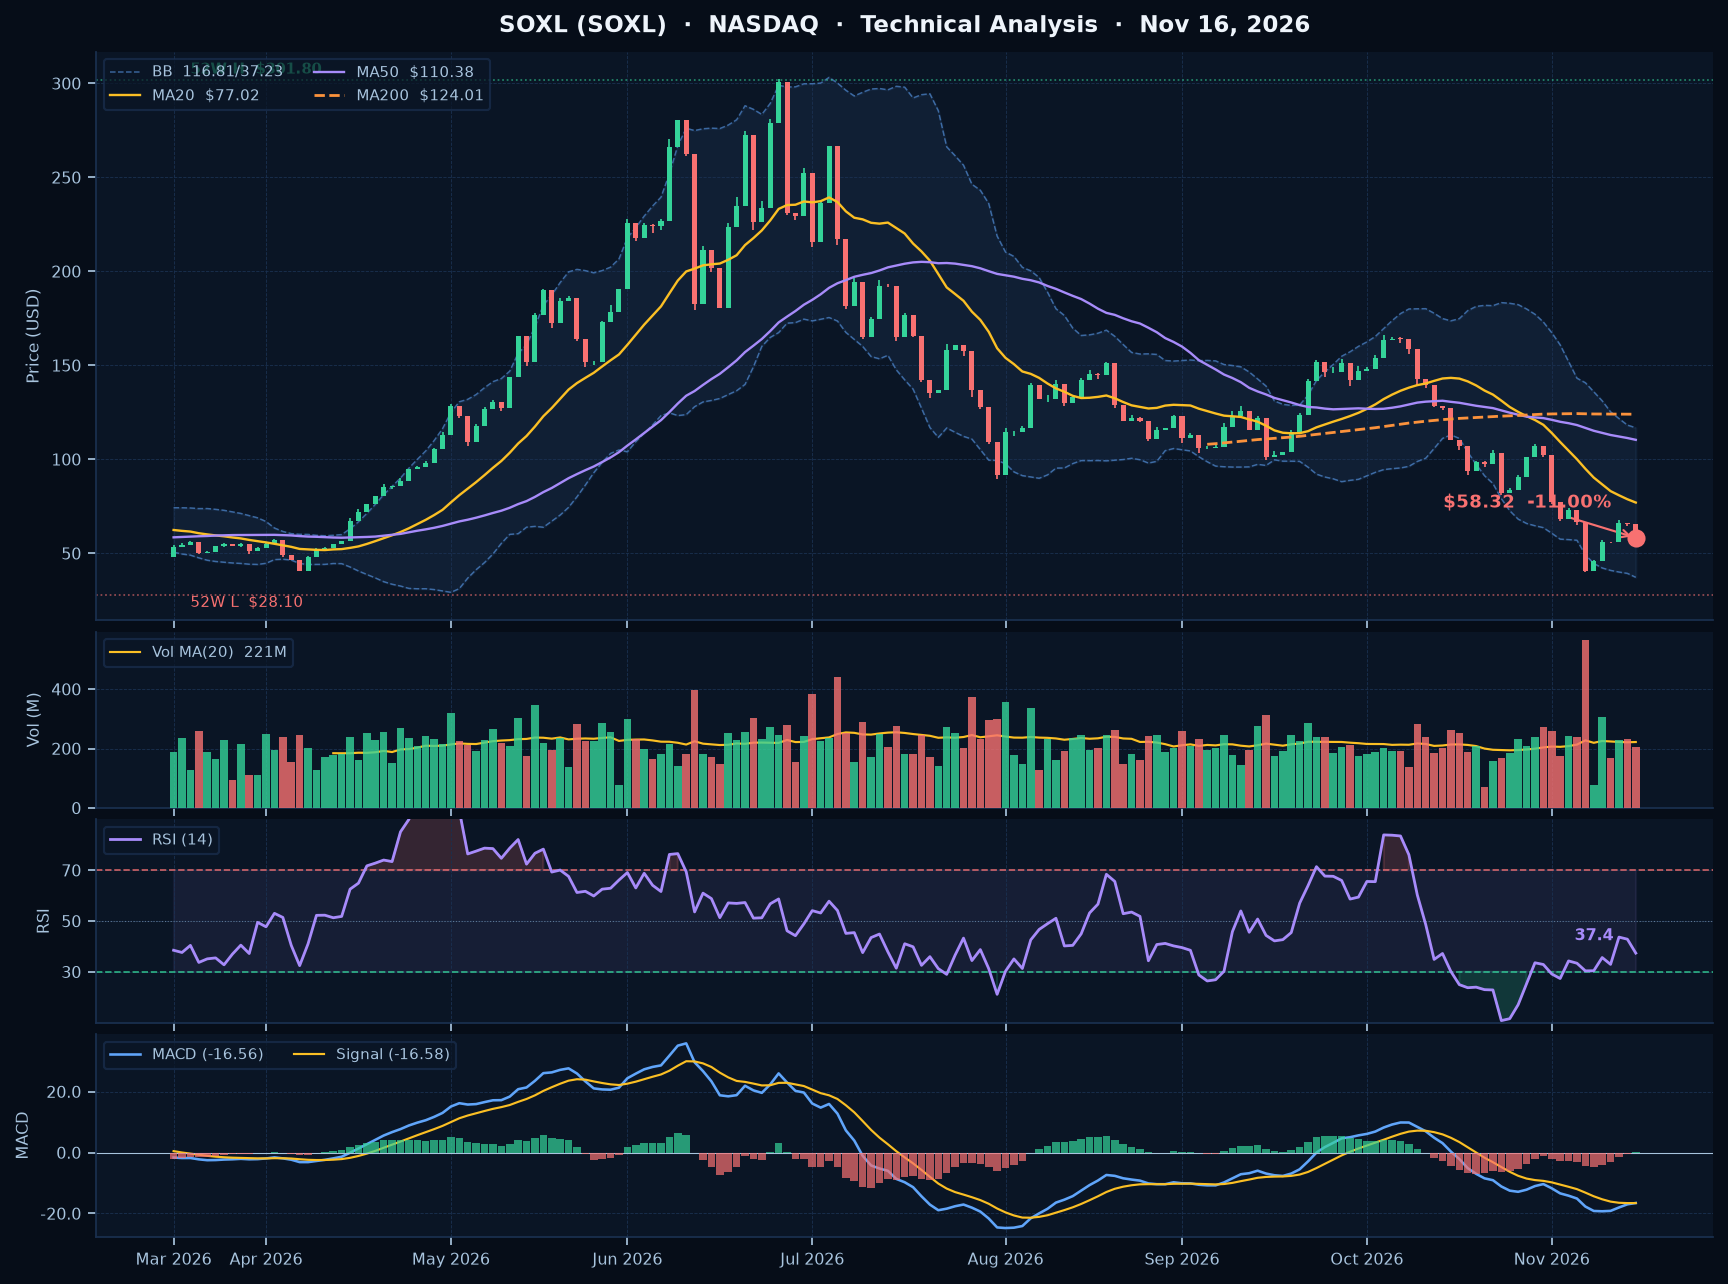 SOXL (SOXL) · NASDAQ · Technical Analysis · Nov 16, 2026
BB 116.81/37.23
MA20 $77.02
MA50 $110.38
MA200 $124.01
300
250
200
150
100
50
Price (USD)
$58.32 -11.00%
52W L $28.10
Vol MA(20) 221M
400
200
0
Vol (M)
RSI (14)
70
50
30
RSI
37.4
MACD (-16.56)
Signal (-16.58)
20.0
0.0
-20.0
MACD
Mar 2026
Apr 2026
May 2026
Jun 2026
Jul 2026
Aug 2026
Sep 2026
Oct 2026
Nov 2026